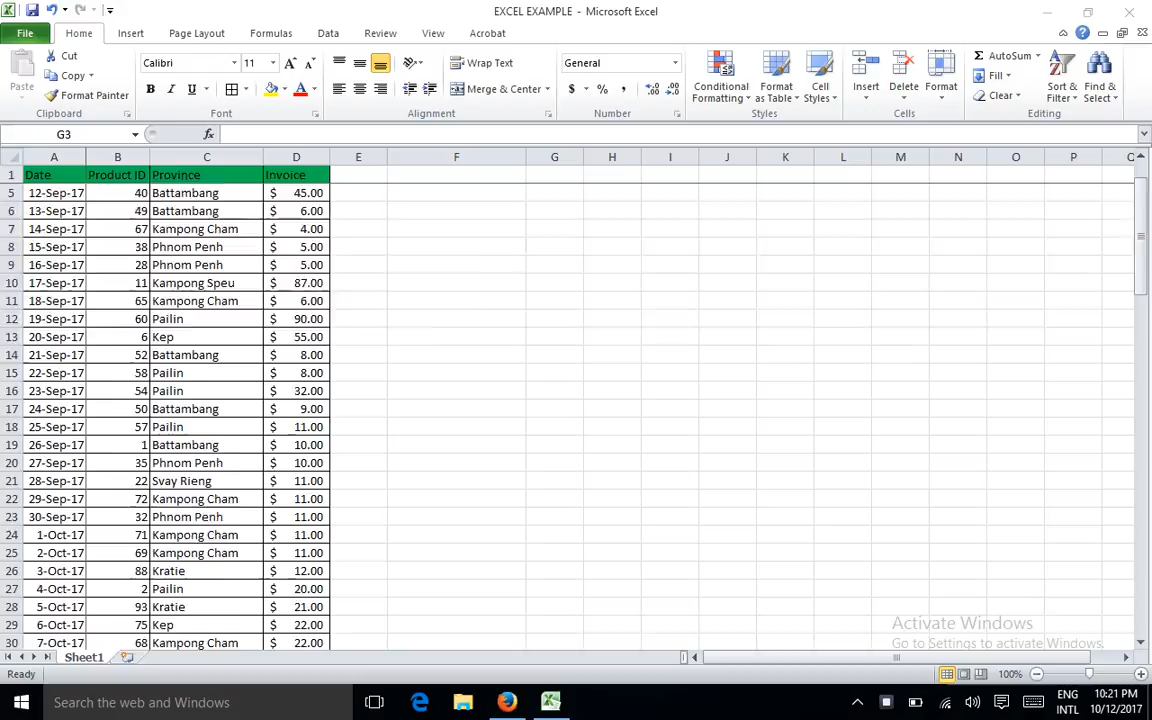 EXCEL EXAMPLE - Microsoft Excel
File Home Insert Page Layout Formulas Data Review View Acrobat
Cut
Copy
Format Painter
Paste
Clipboard
Calibri 11
B I U
Font
Wrap Text
Merge & Center
Alignment
General
$ % ,
Number
Conditional Formatting
Format as Table
Cell Styles
Styles
Insert Delete Format
Cells
AutoSum
Fill
Clear
Sort & Filter
Find & Select
Editing
G3 fx
A B C D E F G H I J K L M N O P
1 Date Product ID Province Invoice
5 12-Sep-17 40 Battambang $ 45.00
6 13-Sep-17 49 Battambang $ 6.00
7 14-Sep-17 67 Kampong Cham $ 4.00
8 15-Sep-17 38 Phnom Penh $ 5.00
9 16-Sep-17 28 Phnom Penh $ 5.00
10 17-Sep-17 11 Kampong Speu $ 87.00
11 18-Sep-17 65 Kampong Cham $ 6.00
12 19-Sep-17 60 Pailin $ 90.00
13 20-Sep-17 6 Kep $ 55.00
14 21-Sep-17 52 Battambang $ 8.00
15 22-Sep-17 58 Pailin $ 8.00
16 23-Sep-17 54 Pailin $ 32.00
17 24-Sep-17 50 Battambang $ 9.00
18 25-Sep-17 57 Pailin $ 11.00
19 26-Sep-17 1 Battambang $ 10.00
20 27-Sep-17 35 Phnom Penh $ 10.00
21 28-Sep-17 22 Svay Rieng $ 11.00
22 29-Sep-17 72 Kampong Cham $ 11.00
23 30-Sep-17 32 Phnom Penh $ 11.00
24 1-Oct-17 71 Kampong Cham $ 11.00
25 2-Oct-17 69 Kampong Cham $ 11.00
26 3-Oct-17 88 Kratie $ 12.00
27 4-Oct-17 2 Pailin $ 20.00
28 5-Oct-17 93 Kratie $ 21.00
29 6-Oct-17 75 Kep $ 22.00
30 7-Oct-17 68 Kampong Cham $ 22.00
Activate Windows
Go to Settings to activate Windows.
Sheet1
Ready 100%
Search the web and Windows
ENG 10:21 PM
INTL 10/12/2017